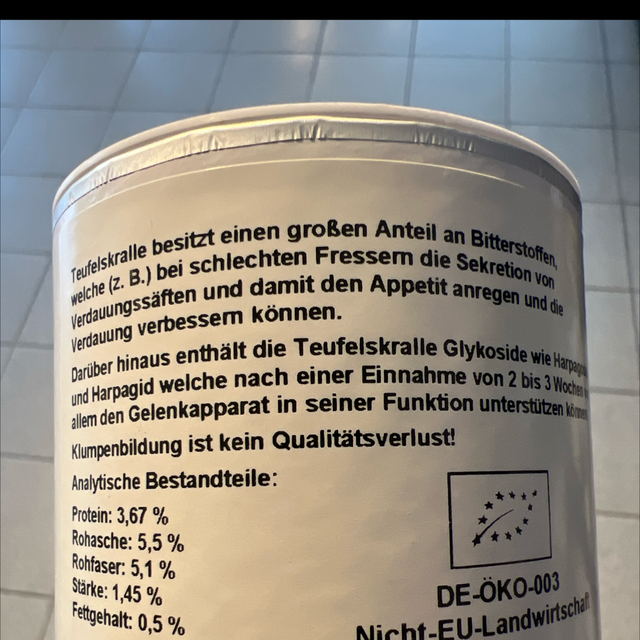 Teufelskralle besitzt einen großen Anteil an Bitterstoffen,
welche (z. B.) bei schlechten Fressern die Sekretion von
Verdauungssäften und damit den Appetit anregen und die
Verdauung verbessern können.
Darüber hinaus enthält die Teufelskralle Glykoside wie
und Harpagid welche nach einer Einnahme von 2 bis 3 Wochen
allem den Gelenkapparat in seiner Funktion unterstützen
Klumpenbildung ist kein Qualitätsverlust!
Analytische Bestandteile:
Protein: 3,67 %
Rohasche: 5,5 %
Rohfaser: 5,1 %
Stärke: 1,45 %
Fettgehalt: 0,5 %
DE-ÖKO-003
Nicht-EU-Landwirtschaft